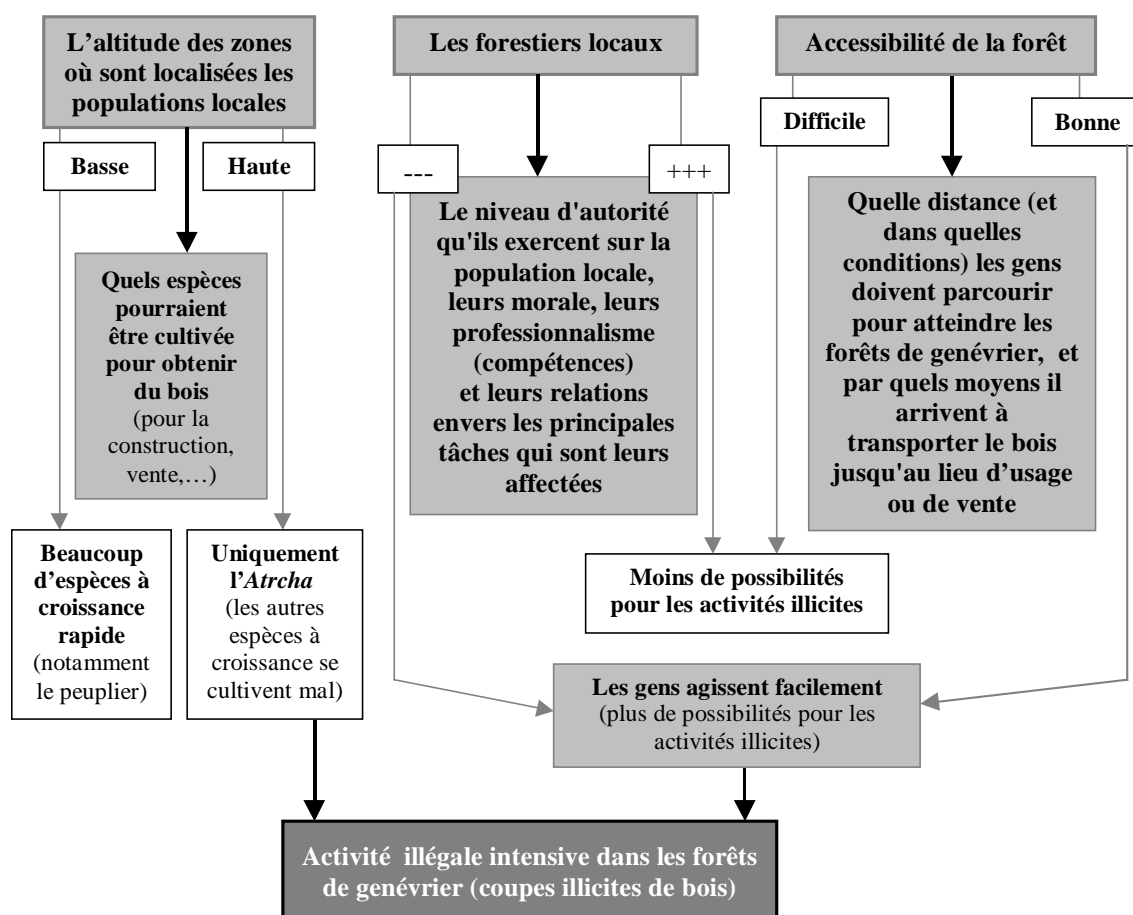 L'altitude des zones
où sont localisées les
populations locales
Les forestiers locaux
Accessibilité de la forêt
Basse
Haute
---
+++
Difficile
Bonne
Quels espèces
pourraient
être cultivée
pour obtenir
du bois
(pour la
construction,
vente,…)
Le niveau d'autorité
qu'ils exercent sur la
population locale,
leurs morale, leurs
professionnalisme
(compétences)
et leurs relations
envers les principales
tâches qui sont leurs
affectées
Quelle distance (et
dans quelles
conditions) les gens
doivent parcourir
pour atteindre les
forêts de genévrier, et
par quels moyens il
arrivent à
transporter le bois
jusqu'au lieu d'usage
ou de vente
Beaucoup
d'espèces à
croissance
rapide
(notamment
le peuplier)
Uniquement
l'Atrcha
(les autres
espèces à
croissance se
cultivent mal)
Moins de possibilités
pour les activités illicites
Les gens agissent facilement
(plus de possibilités pour les
activités illicites)
Activité illégale intensive dans les forêts
de genévrier (coupes illicites de bois)